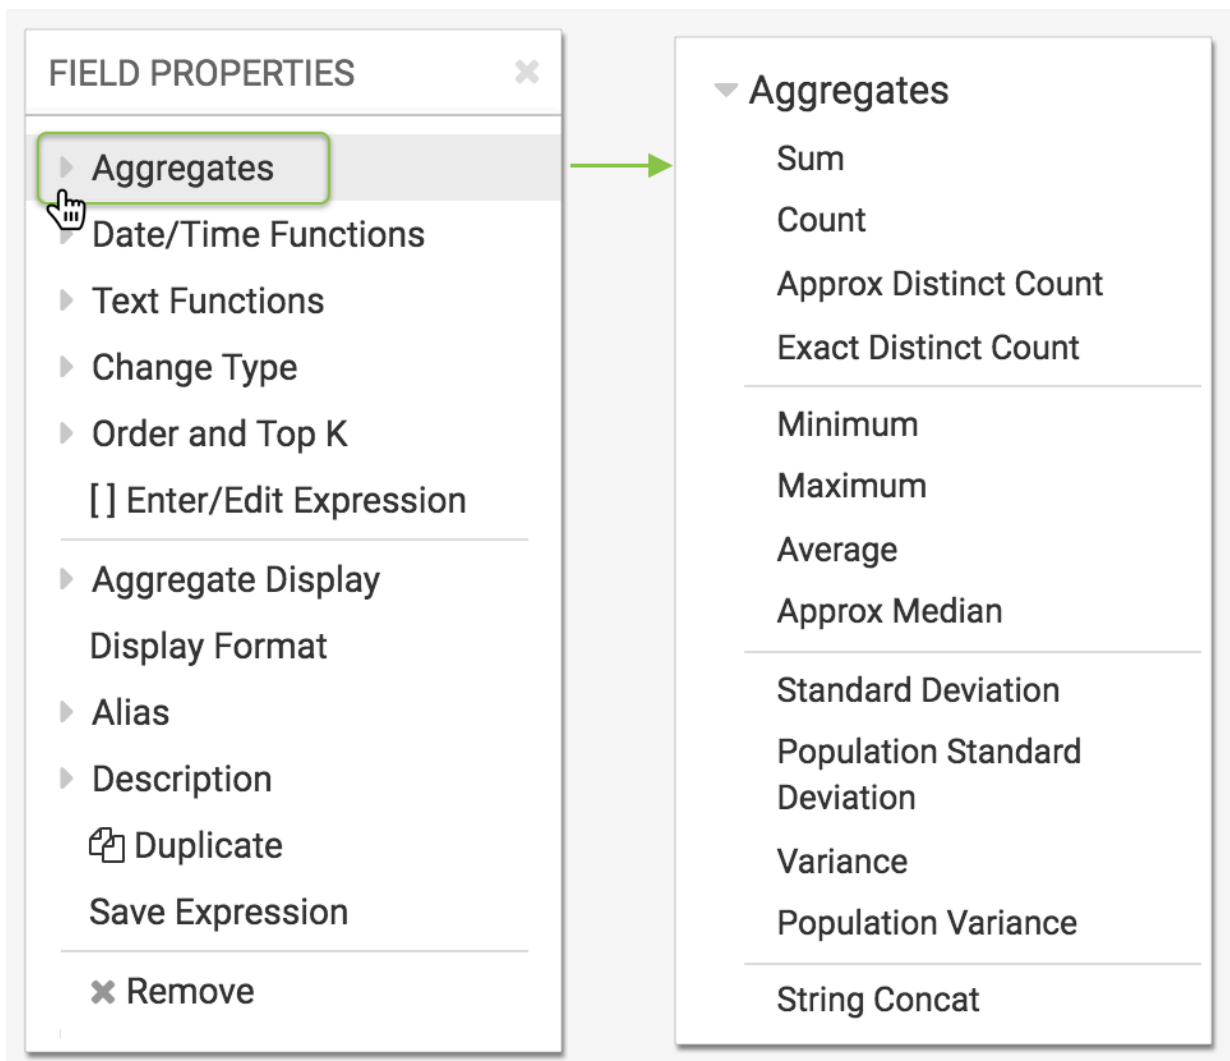 FIELD PROPERTIES
Aggregates
Date/Time Functions
Text Functions
Change Type
Order and Top K
[ ] Enter/Edit Expression
Aggregate Display
Display Format
Alias
Description
Duplicate
Save Expression
Remove
Aggregates
Sum
Count
Approx Distinct Count
Exact Distinct Count
Minimum
Maximum
Average
Approx Median
Standard Deviation
Population Standard
Deviation
Variance
Population Variance
String Concat